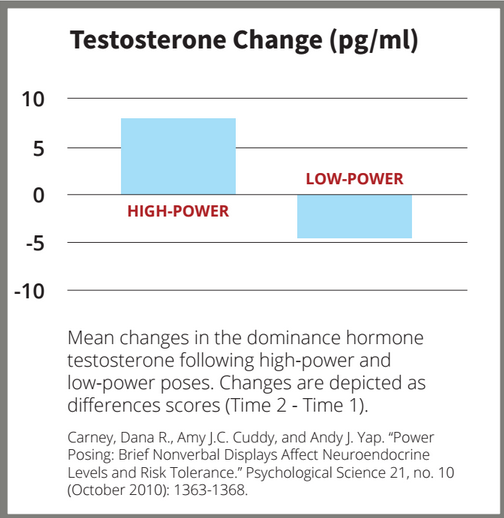 Testosterone Change (pg/ml)
10
5
LOW-POWER
0
HIGH-POWER
-5
-10
Mean changes in the dominance hormone
testosterone following high-power and
low-power poses. Changes are depicted as
differences scores (Time 2 - Time 1).
Carney, Dana R., Amy J.C. Cuddy, and Andy J. Yap. “Power
Posing: Brief Nonverbal Displays Affect Neuroendocrine
Levels and Risk Tolerance.” Psychological Science 21, no. 10
(October 2010): 1363-1368.